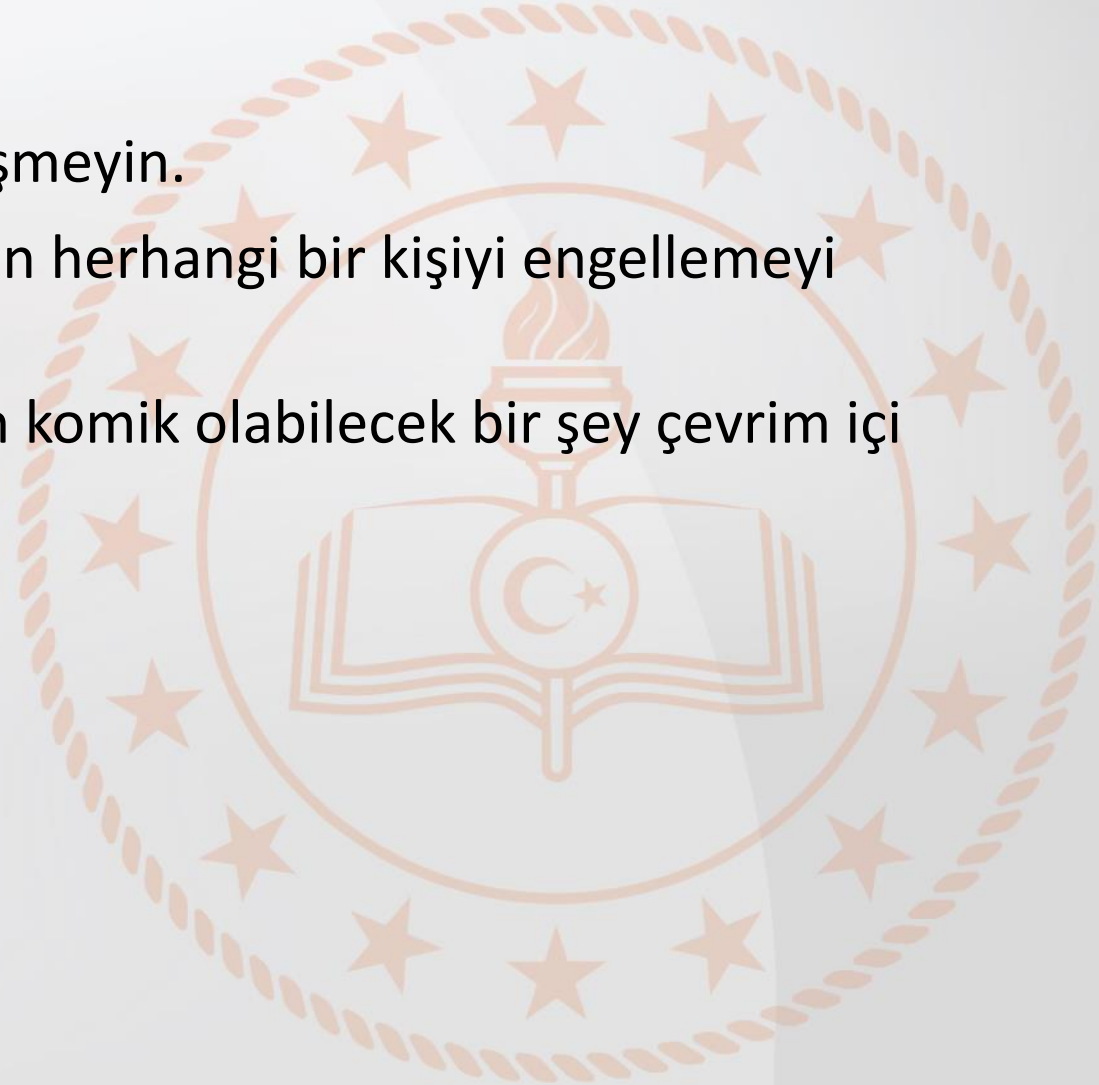 şmeyin.
n herhangi bir kişiyi engellemeyi
komik olabilecek bir şey çevrim içi